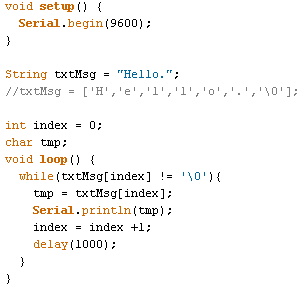 void setup() {
  Serial.begin(9600);
}

String txtMsg = "Hello.";
//txtMsg = ['H','e','l','l','o','.','\0'];

int index = 0;
char tmp;
void loop() {
  while(txtMsg[index] != '\0'){
    tmp = txtMsg[index];
    Serial.println(tmp);
    index = index +1;
    delay(1000);
  }
}